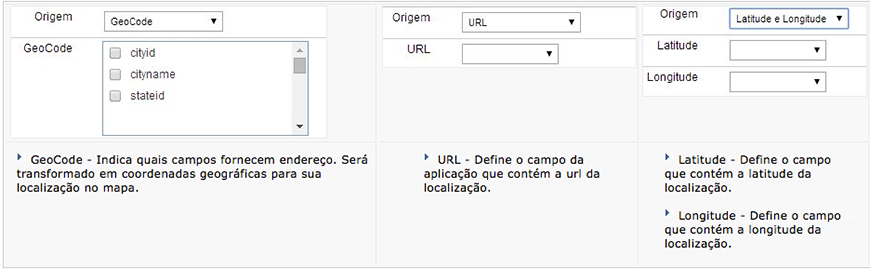 Origem GeoCode
GeoCode
cityid
cityname
stateid
GeoCode - Indica quais campos fornecem endereço. Será
transformado em coordenadas geográficas para sua
localização no mapa.
Origem URL
URL
URL - Define o campo da
aplicação que contém a url da
localização.
Origem Latitude e Longitude
Latitude
Longitude
Latitude - Define o campo
que contém a latitude da
localização.
Longitude - Define o campo
que contém a longitude da
localização.